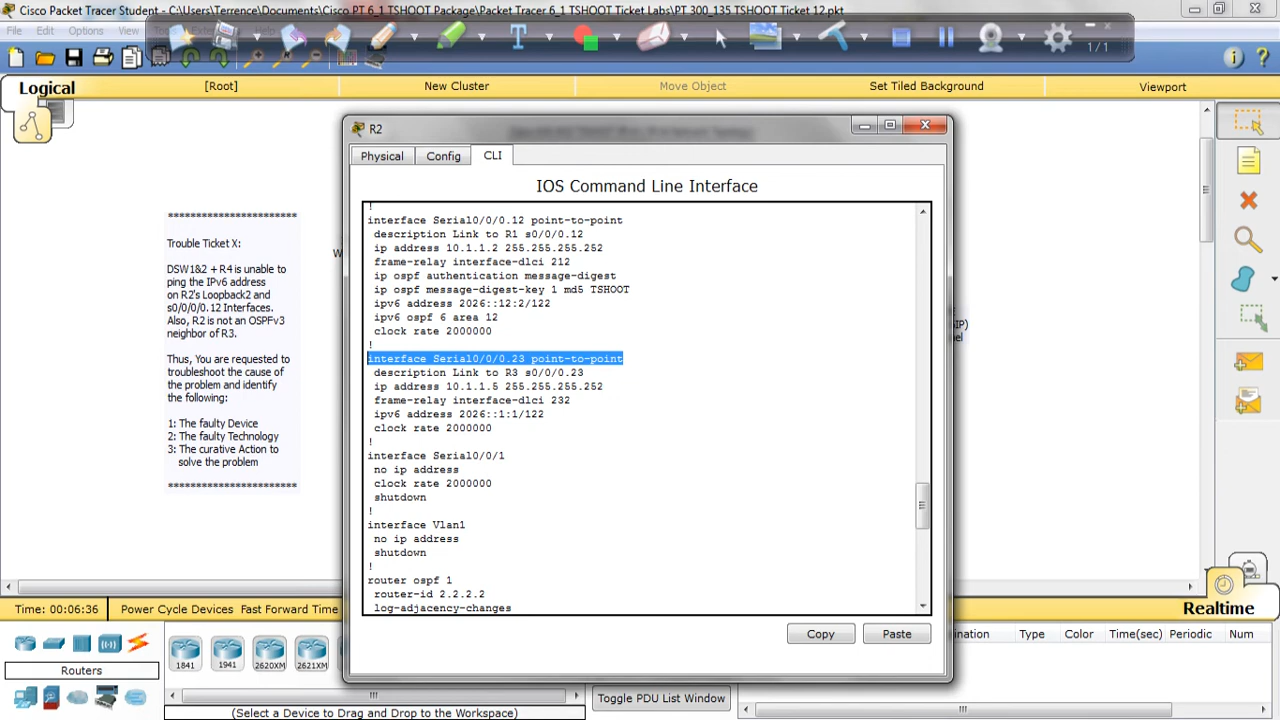 Cisco Packet Tracer Student - C:\Users\Terrence\Documents\Cisco PT 6_1 TSHOOT Package\Packet Tracer 6_1 TSHOOT Ticket Labs\PT 300_135 TSHOOT Ticket 12.pkt
File Edit Options View Help
1/1
Logical
[Root]
New Cluster
Move Object
Set Tiled Background
Viewport
R2
Physical
Config
CLI
IOS Command Line Interface
!
interface Serial0/0/0.12 point-to-point
description Link to R1 s0/0/0.12
ip address 10.1.1.2 255.255.255.252
frame-relay interface-dlci 212
ip ospf authentication message-digest
ip ospf message-digest-key 1 md5 TSHOOT
ipv6 address 2026::12:2/122
ipv6 ospf 6 area 12
clock rate 2000000
!
interface Serial0/0/0.23 point-to-point
description Link to R3 s0/0/0.23
ip address 10.1.1.5 255.255.255.252
frame-relay interface-dlci 232
ipv6 address 2026::1:1/122
clock rate 2000000
!
interface Serial0/0/1
no ip address
clock rate 2000000
shutdown
!
interface Vlan1
no ip address
shutdown
!
router ospf 1
router-id 2.2.2.2
log-adjacency-changes
Copy
Paste
***********************
Trouble Ticket X:
DSW1&2 + R4 is unable to
ping the IPv6 address
on R2's Loopback2 and
s0/0/0/0.12 Interfaces.
Also, R2 is not an OSPFv3
neighbor of R3.
Thus, You are requested to
troubleshoot the cause of
the problem and identify
the following:
1: The faulty Device
2: The faulty Technology
3: The curative Action to
solve the problem
***********************
W
Time: 00:06:36
Power Cycle Devices
Fast Forward Time
Realtime
Routers
1841
1941
2620XM
2621XM
(Select a Device to Drag and Drop to the Workspace)
Toggle PDU List Window
Type
Color
Time(sec)
Periodic
Num